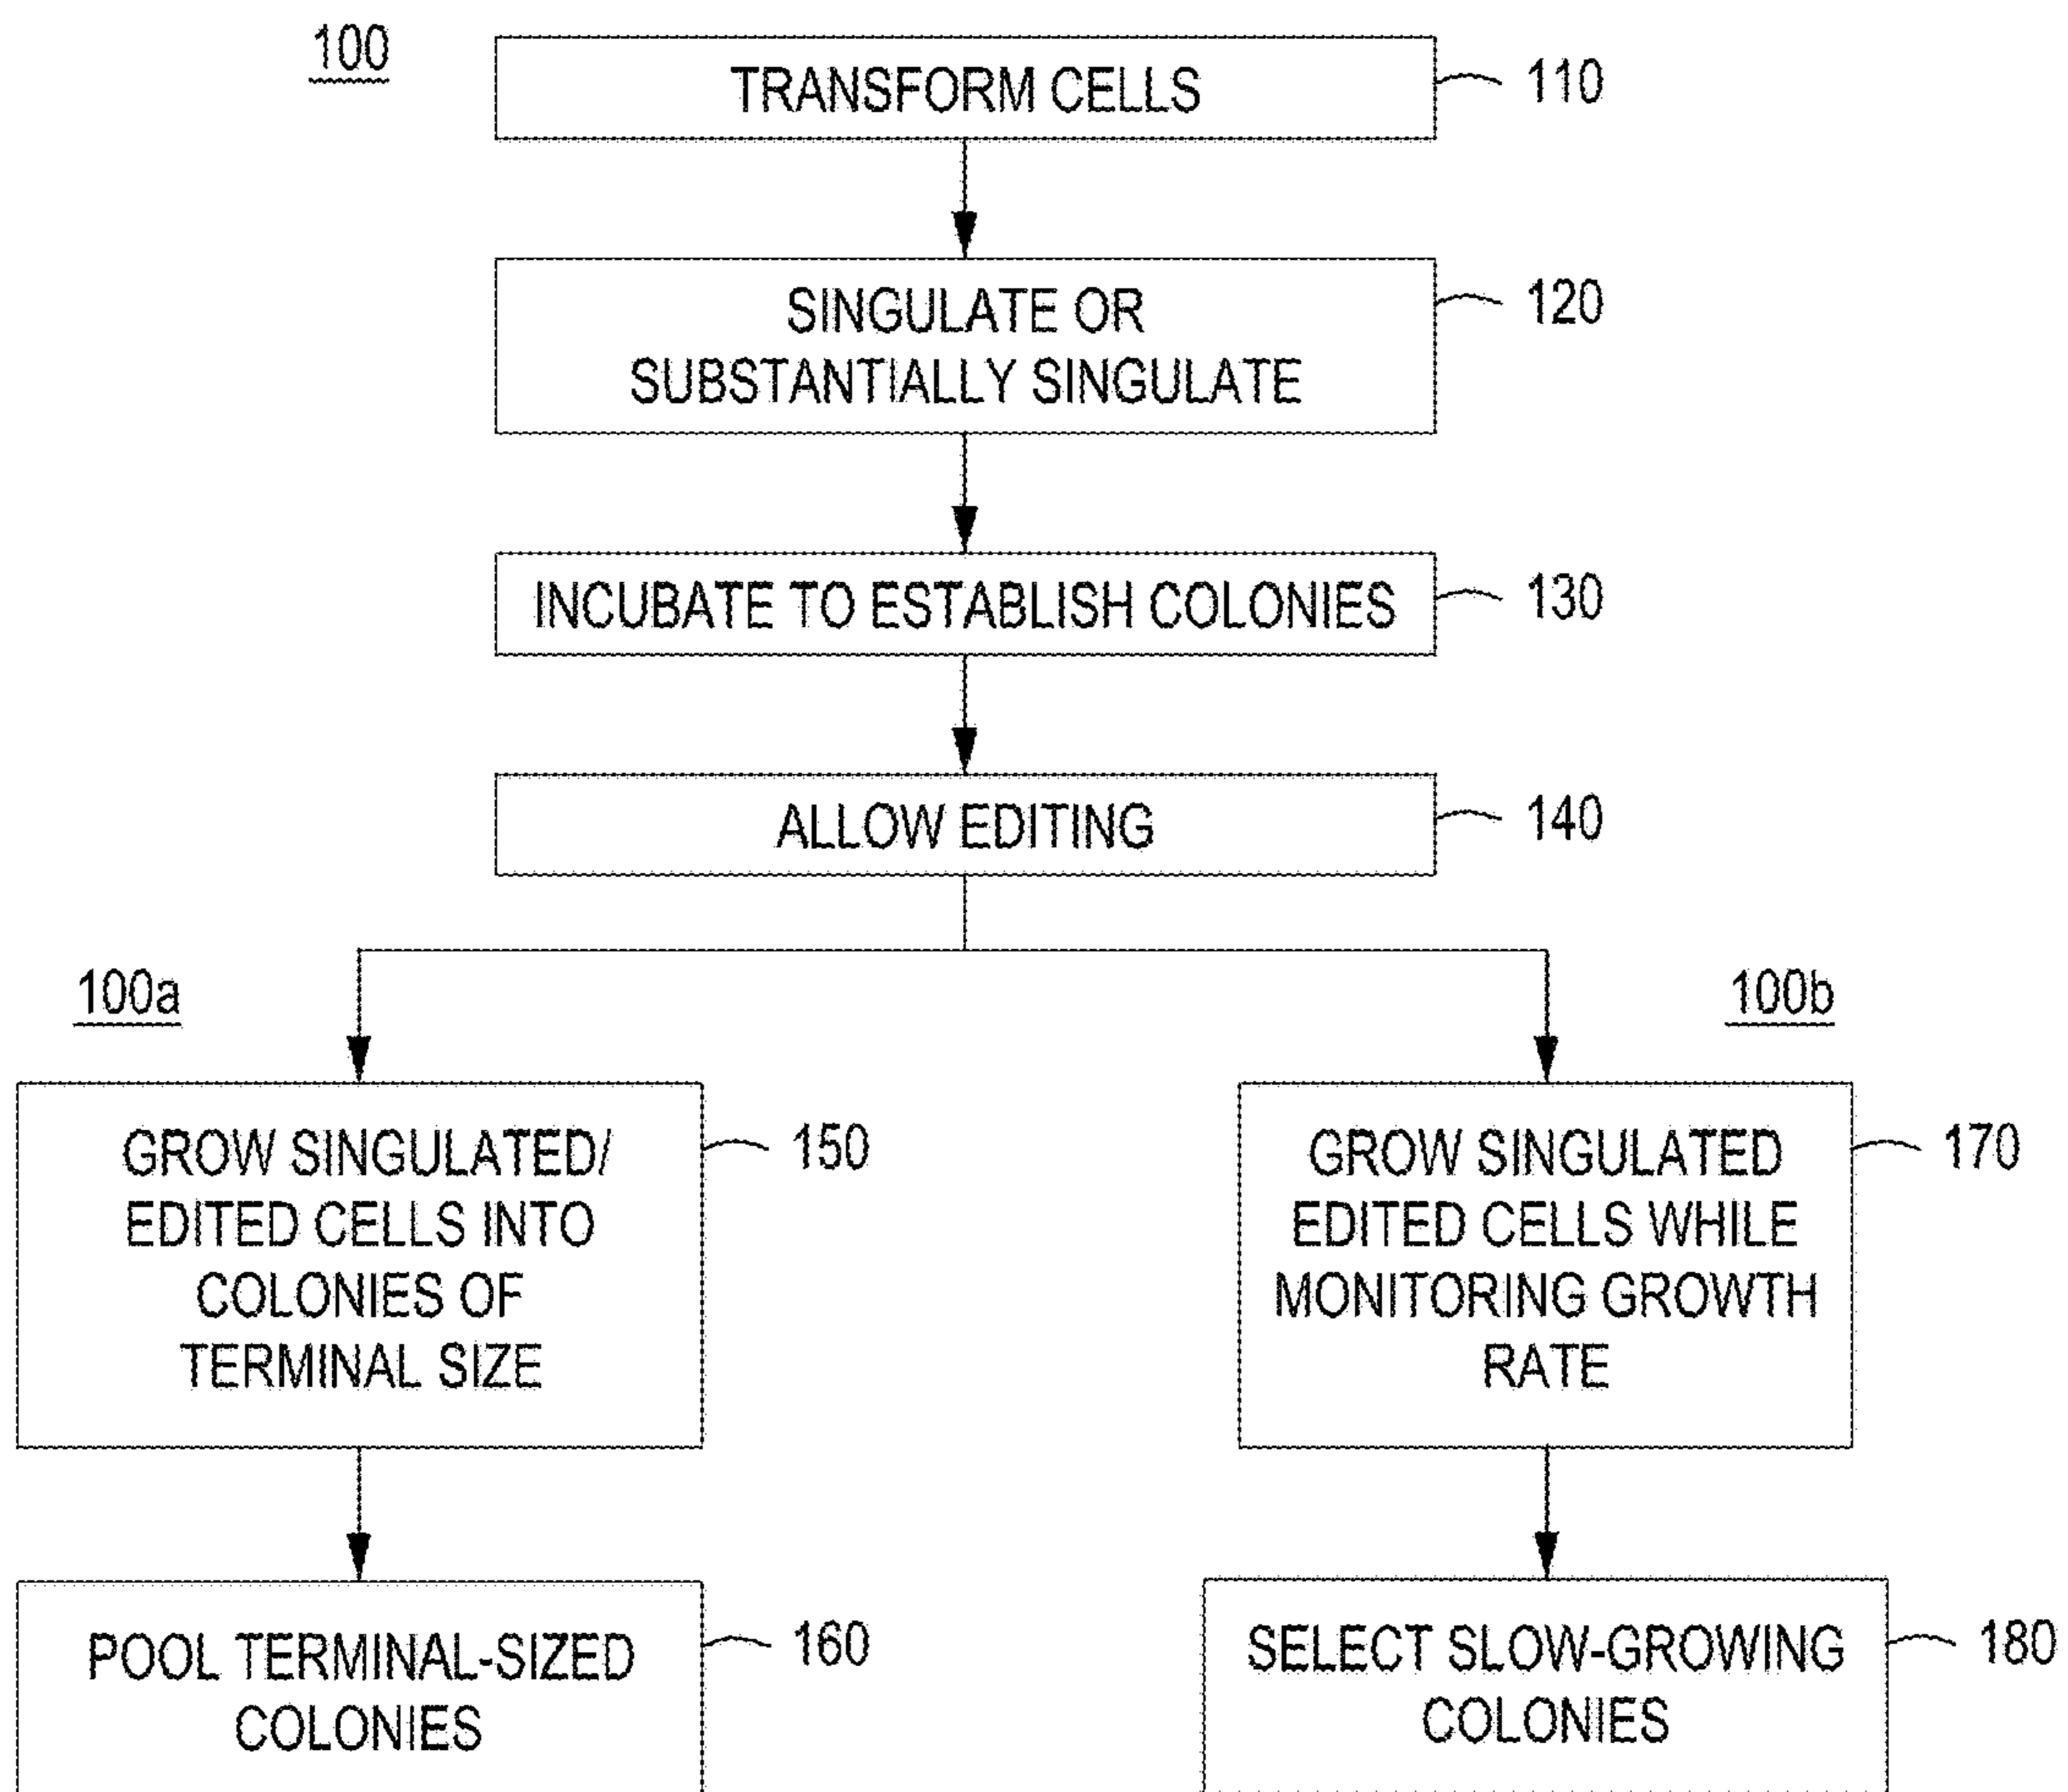 100
TRANSFORM CELLS
110
SINGULATE OR
SUBSTANTIALLY SINGULATE
120
INCUBATE TO ESTABLISH COLONIES
130
ALLOW EDITING
140
100a
100b
GROW SINGULATED/
EDITED CELLS INTO
COLONIES OF
TERMINAL SIZE
150
GROW SINGULATED
EDITED CELLS WHILE
MONITORING GROWTH
RATE
170
POOL TERMINAL-SIZED
COLONIES
160
SELECT SLOW-GROWING
COLONIES
180